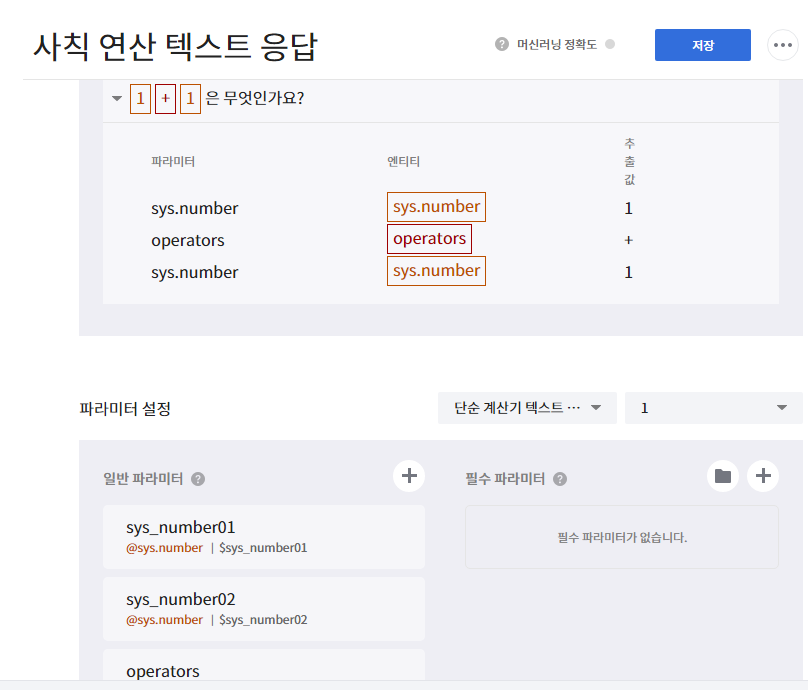 사칙 연산 텍스트 응답
? 머신러닝 정확도
저장
1 + 1 은 무엇인가요?
파라미터 엔티티 추출값
sys.number sys.number 1
operators operators +
sys.number sys.number 1
파라미터 설정
단순 계산기 텍스트 ···
1
일반 파라미터 ?
필수 파라미터 ?
sys_number01
@sys.number | $sys_number01
필수 파라미터가 없습니다.
sys_number02
@sys.number | $sys_number02
operators